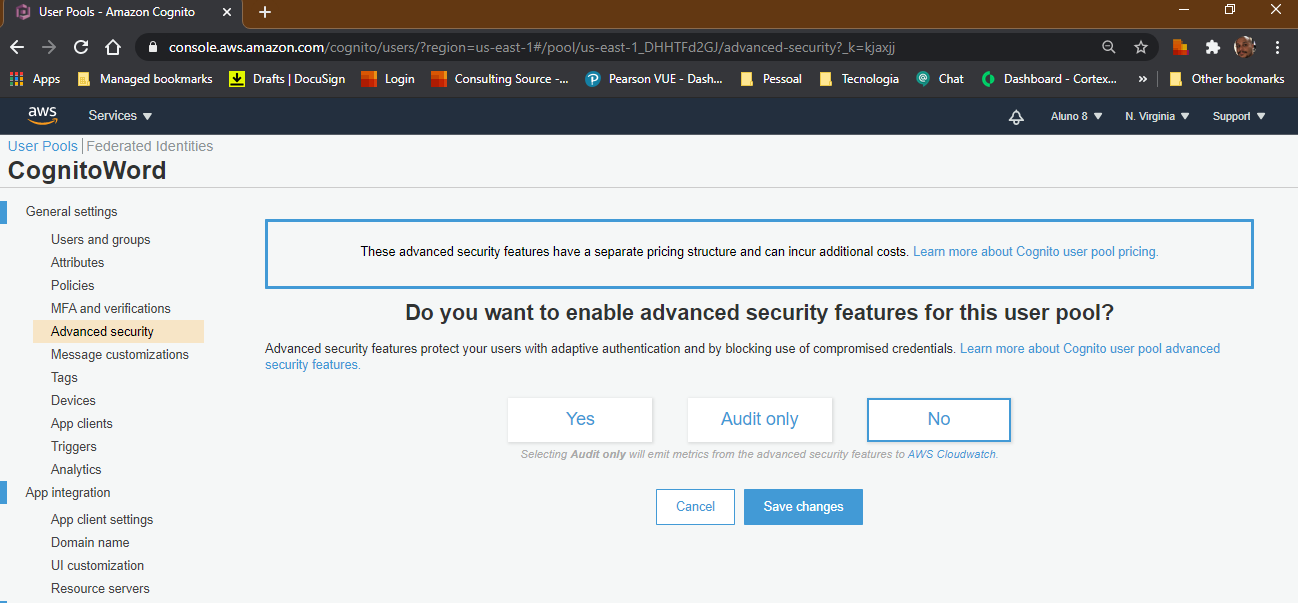 User Pools - Amazon Cognito
console.aws.amazon.com/cognito/users/?region=us-east-1#/pool/us-east-1_DHHTFd2GJ/advanced-security?_k=kjaxjj
Apps Managed bookmarks Drafts | DocuSign Login Consulting Source -... Pearson VUE - Dash... Pessoal Tecnologia Chat Dashboard - Cortex... » Other bookmarks
aws Services Aluno 8 N. Virginia Support
User Pools | Federated Identities
CognitoWord
General settings
Users and groups
Attributes
Policies
MFA and verifications
Advanced security
Message customizations
Tags
Devices
App clients
Triggers
Analytics
App integration
App client settings
Domain name
UI customization
Resource servers
These advanced security features have a separate pricing structure and can incur additional costs. Learn more about Cognito user pool pricing.
Do you want to enable advanced security features for this user pool?
Advanced security features protect your users with adaptive authentication and by blocking use of compromised credentials. Learn more about Cognito user pool advanced
security features.
Yes Audit only No
Selecting Audit only will emit metrics from the advanced security features to AWS Cloudwatch.
Cancel Save changes